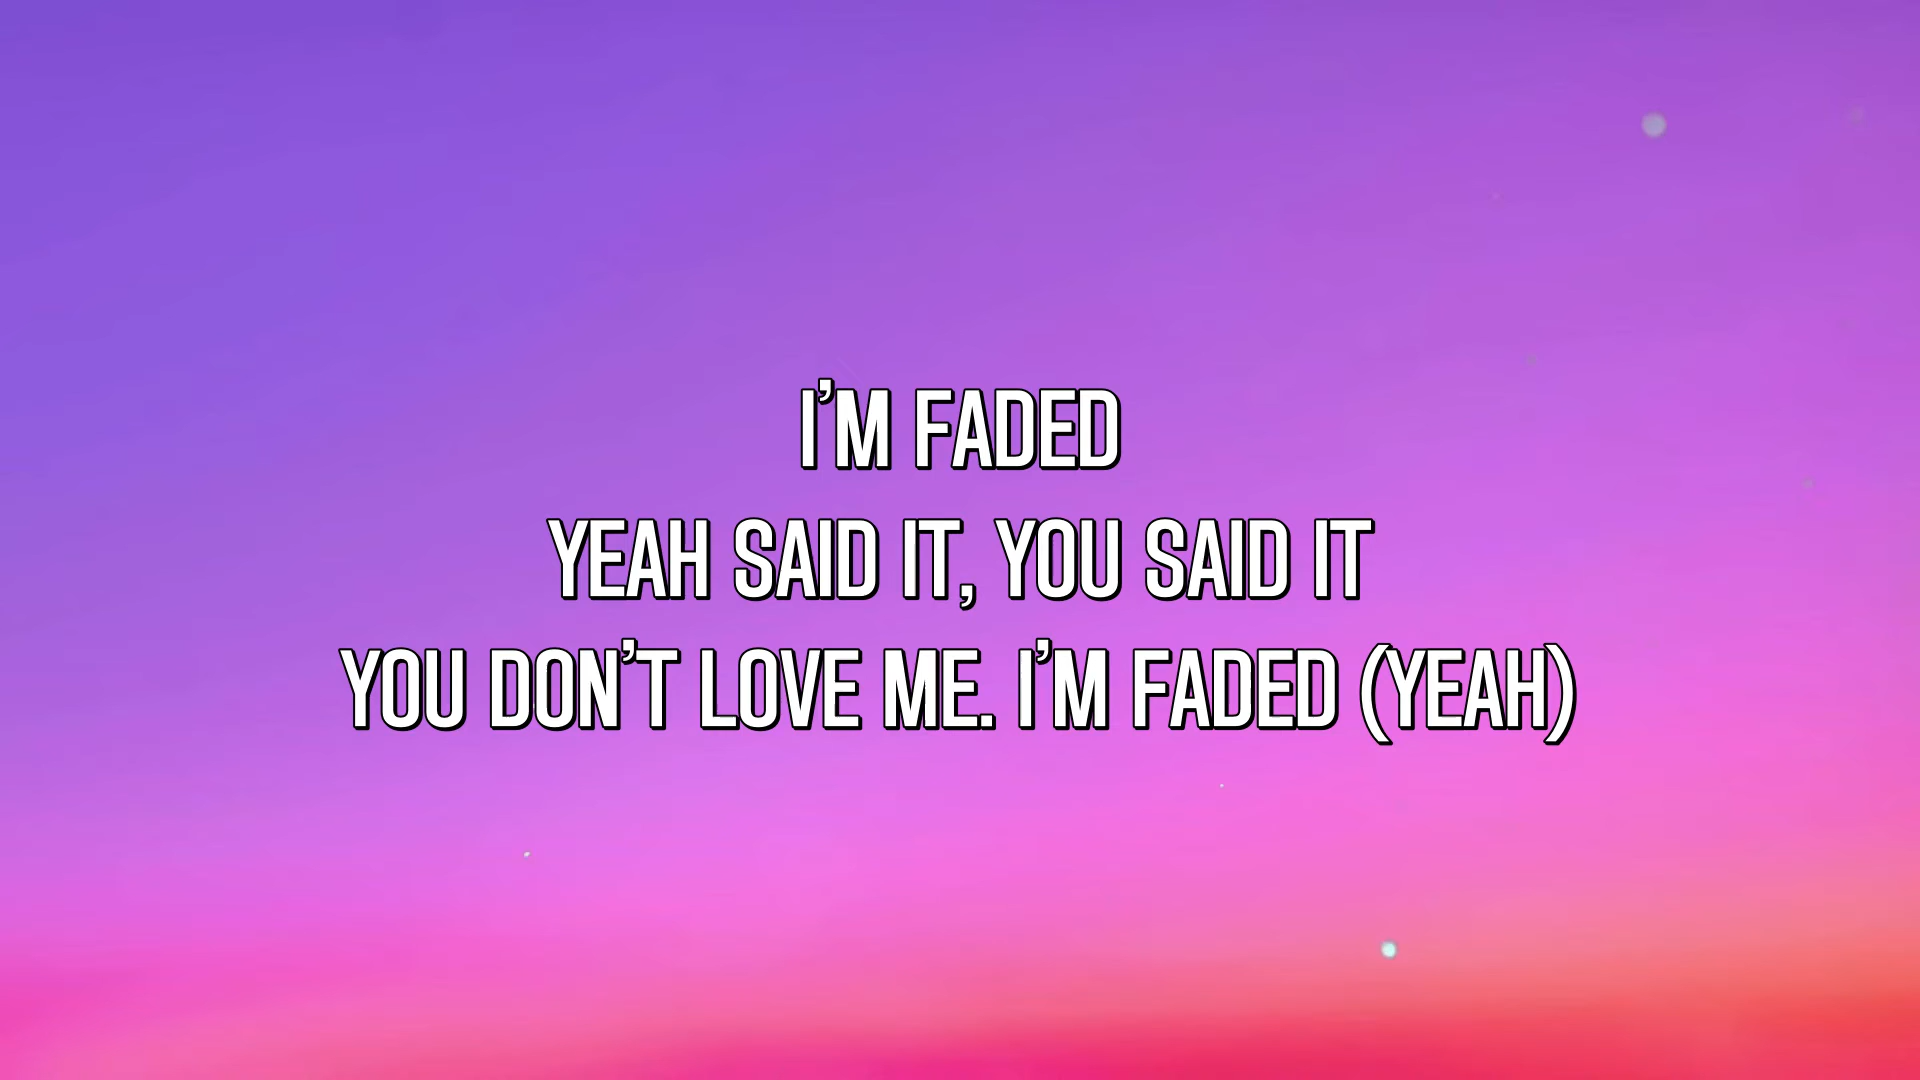 I’M FADED
YEAH SAID IT, YOU SAID IT
YOU DON’T LOVE ME. I’M FADED (YEAH)